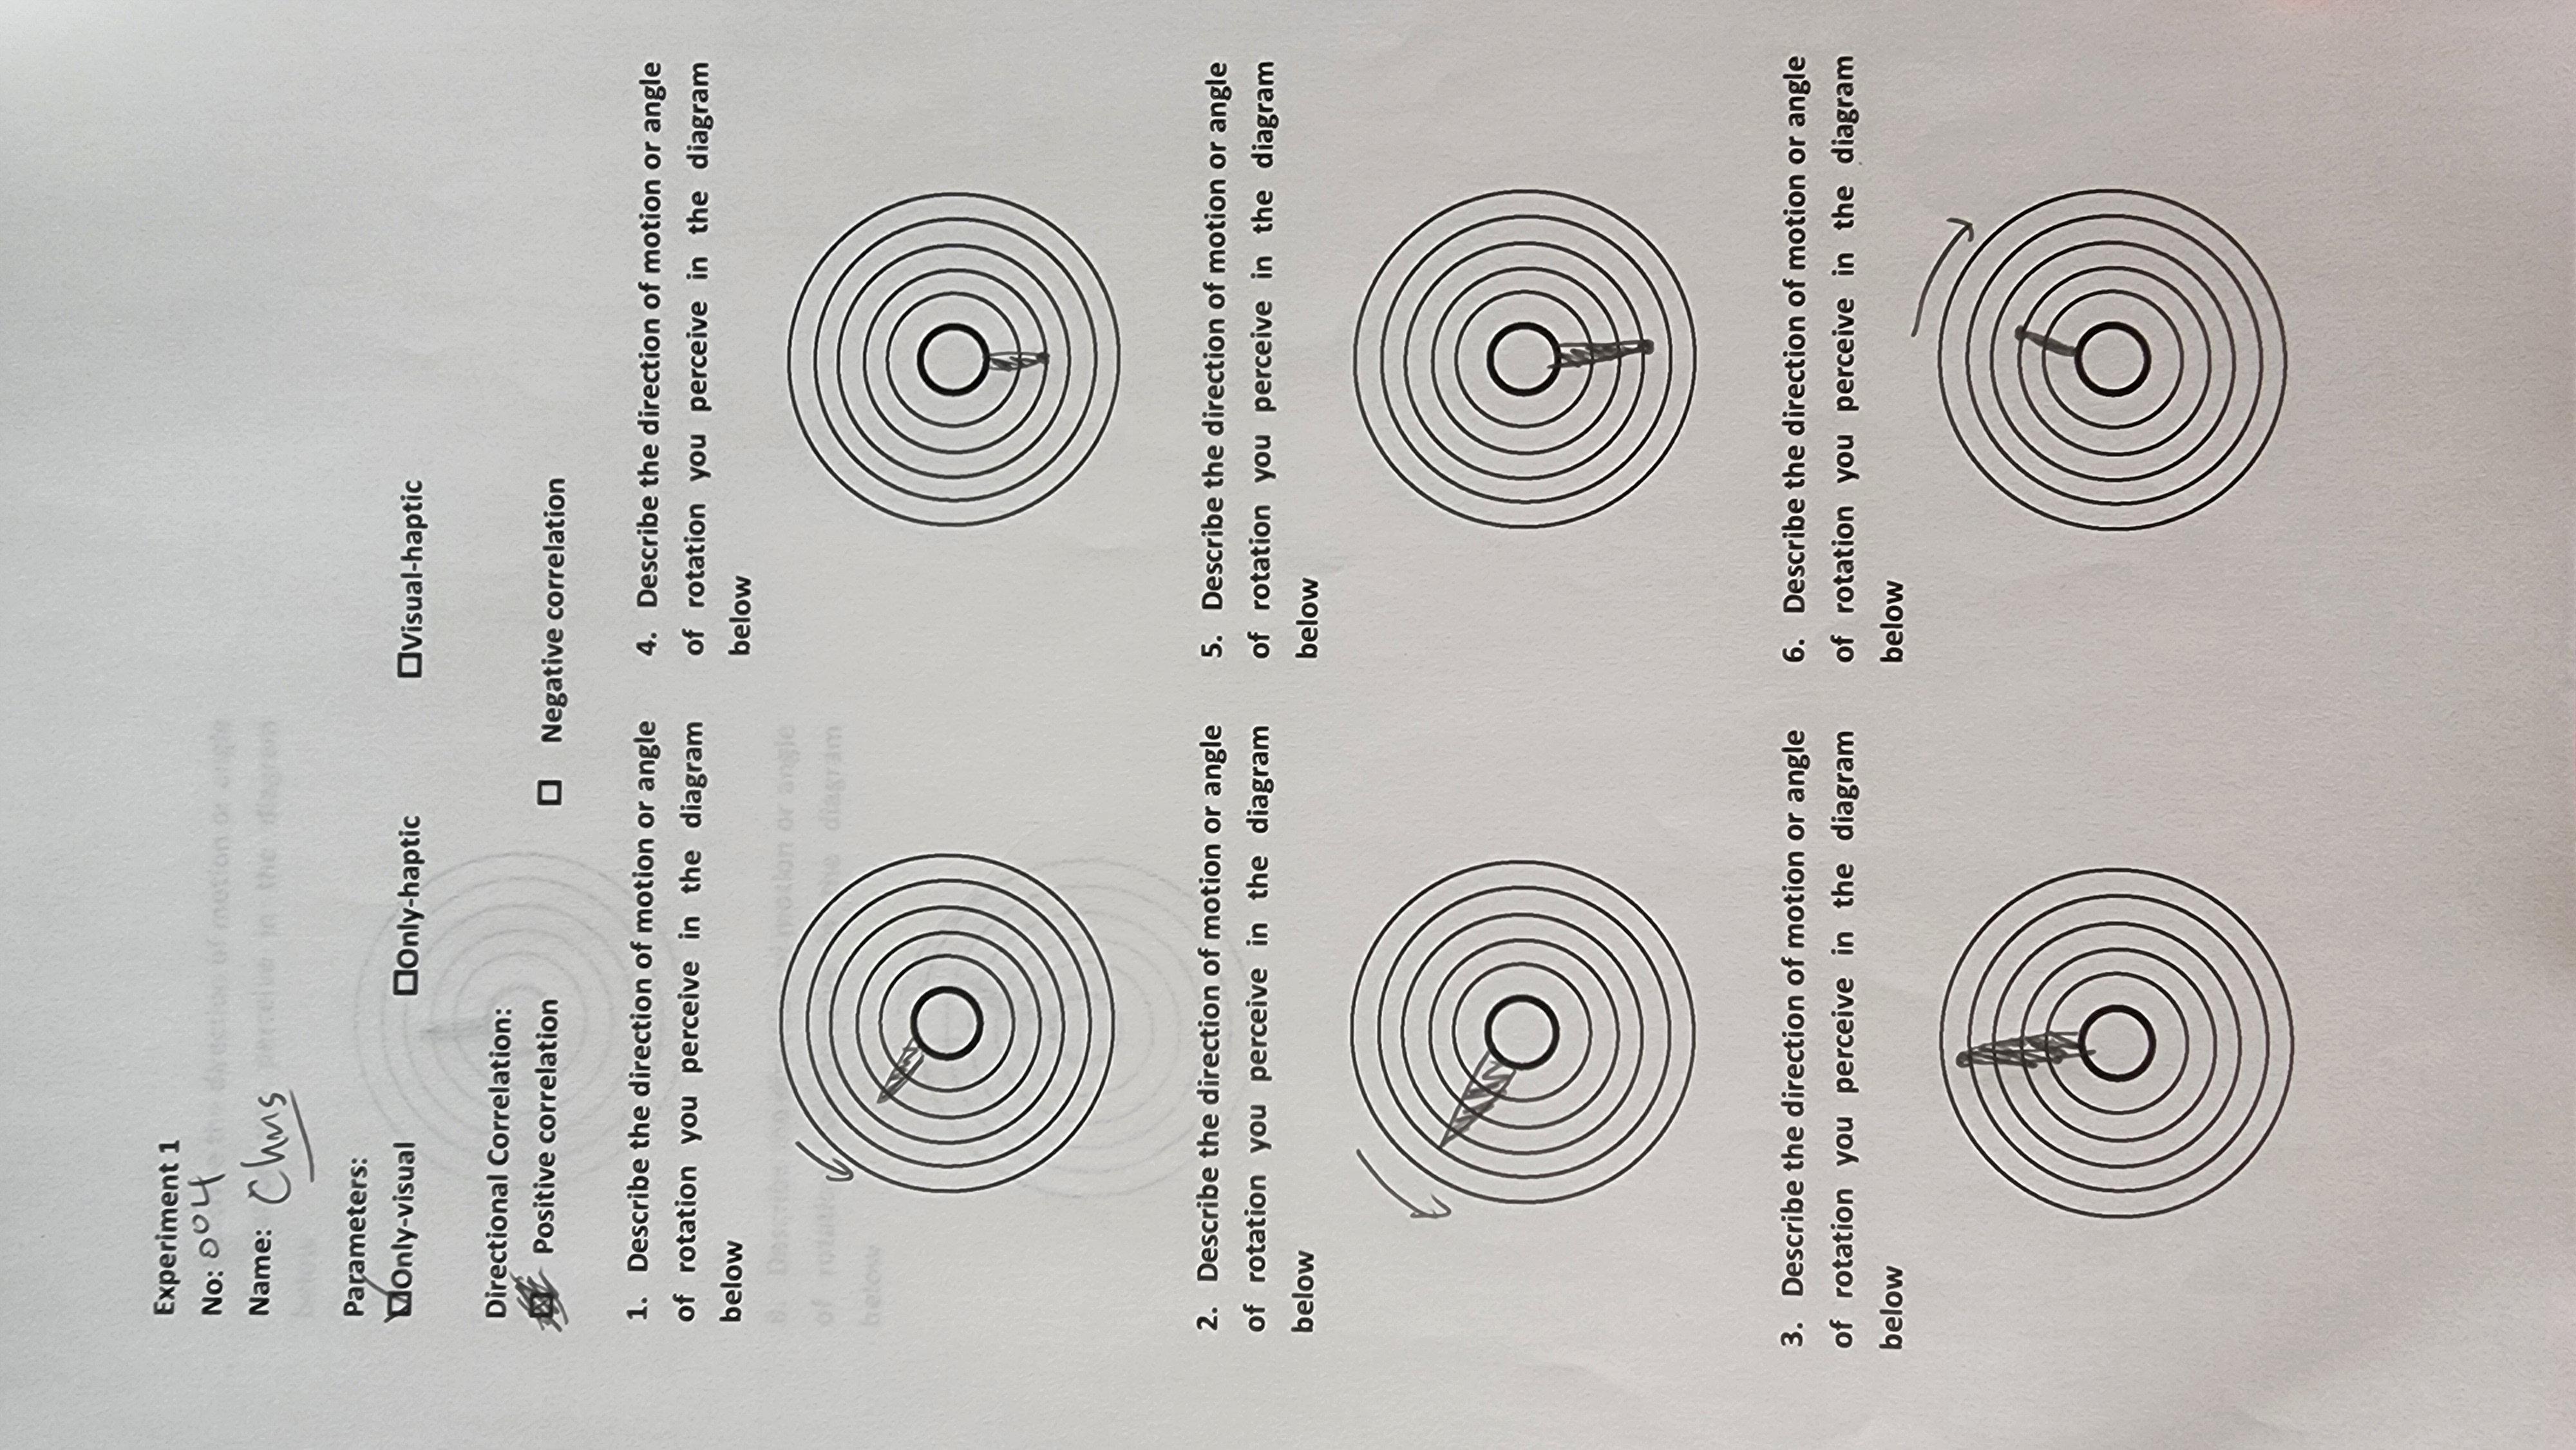 Experiment 1
No: 004
Name: Chris
Parameters:
☑Only-visual ☐Only-haptic ☐Visual-haptic
Directional Correlation:
☒ Positive correlation ☐ Negative correlation
1. Describe the direction of motion or angle
of rotation you perceive in the diagram
below
2. Describe the direction of motion or angle
of rotation you perceive in the diagram
below
3. Describe the direction of motion or angle
of rotation you perceive in the diagram
below
4. Describe the direction of motion or angle
of rotation you perceive in the diagram
below
5. Describe the direction of motion or angle
of rotation you perceive in the diagram
below
6. Describe the direction of motion or angle
of rotation you perceive in the diagram
below